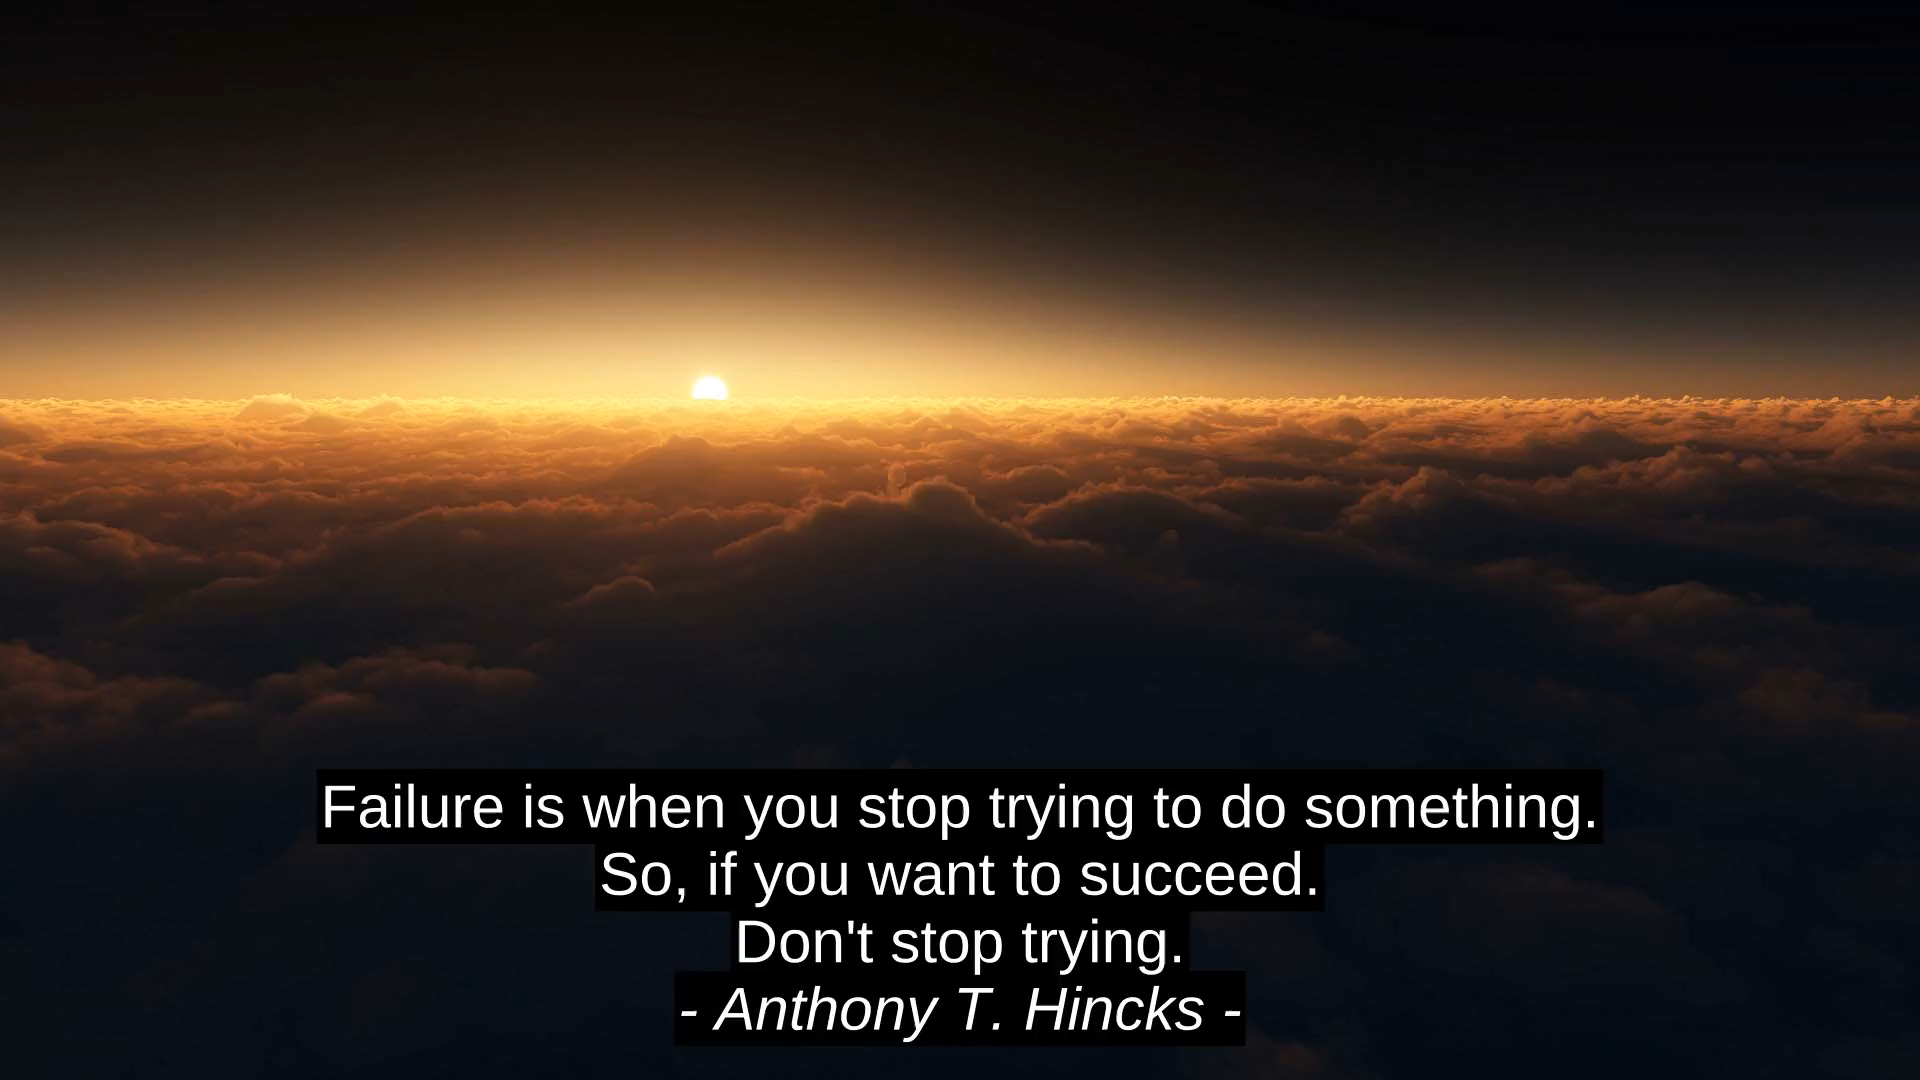 Failure is when you stop trying to do something.
So, if you want to succeed.
Don't stop trying.
- Anthony T. Hincks -